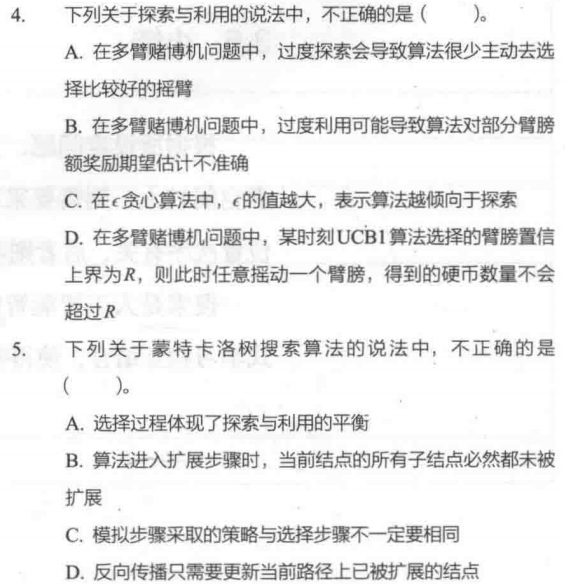 4. 下列关于探索与利用的说法中，不正确的是（　　）。
A. 在多臂赌博机问题中，过度探索会导致算法很少主动去选
择比较好的摇臂
B. 在多臂赌博机问题中，过度利用可能导致算法对部分臂膀
额奖励期望估计不准确
C. 在ϵ贪心算法中，ϵ的值越大，表示算法越倾向于探索
D. 在多臂赌博机问题中，某时刻UCB1算法选择的臂膀置信
上界为R，则此时任意摇动一个臂膀，得到的硬币数量不会
超过R
5. 下列关于蒙特卡洛树搜索算法的说法中，不正确的是
（　　）。
A. 选择过程体现了探索与利用的平衡
B. 算法进入扩展步骤时，当前结点的所有子结点必然都未被
扩展
C. 模拟步骤采取的策略与选择步骤不一定要相同
D. 反向传播只需要更新当前路径上已被扩展的结点